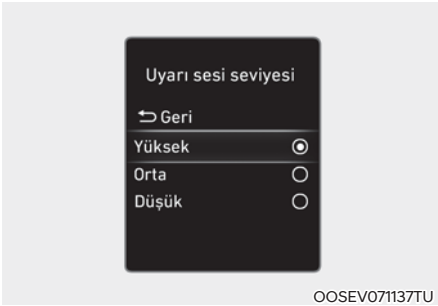 Uyarı sesi seviyesi
Geri
Yüksek
Orta
Düşük
OOSEV071137TU